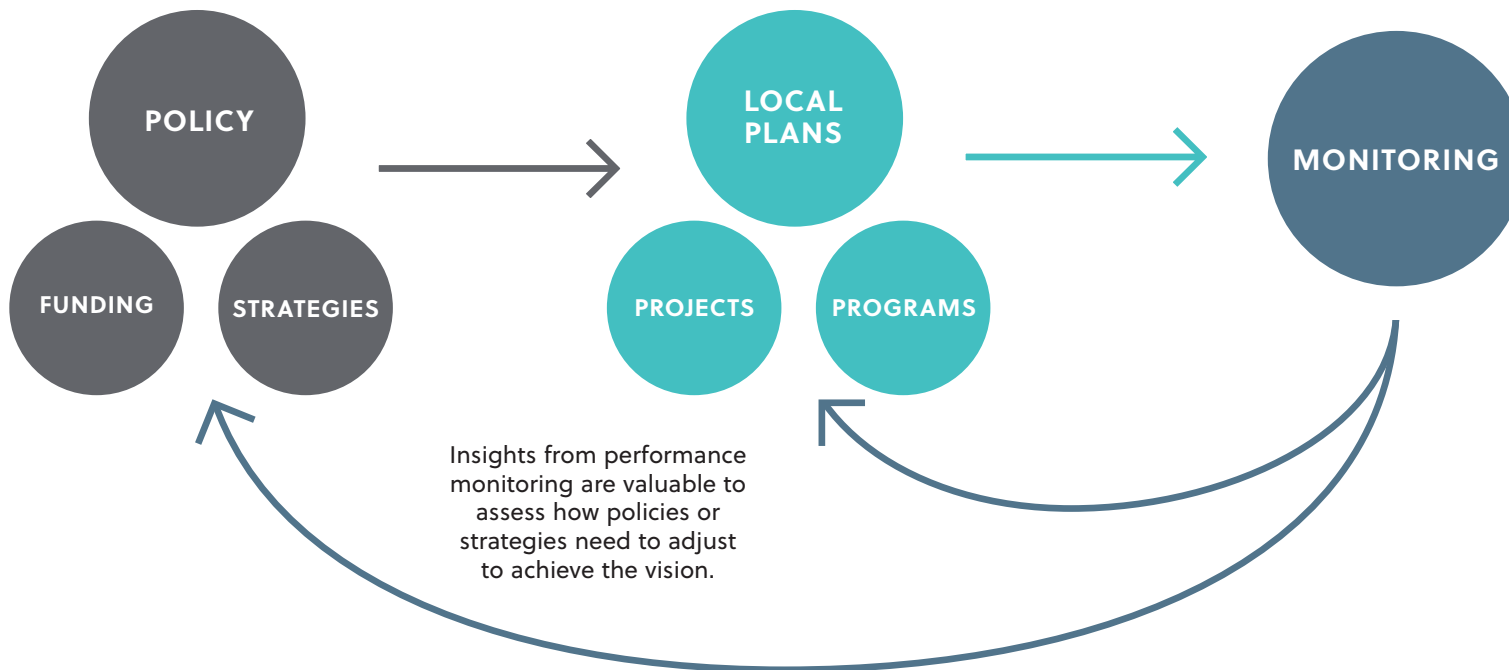 POLICY
FUNDING
STRATEGIES
LOCAL
PLANS
PROJECTS
PROGRAMS
MONITORING
Insights from performance
monitoring are valuable to
assess how policies or
strategies need to adjust
to achieve the vision.